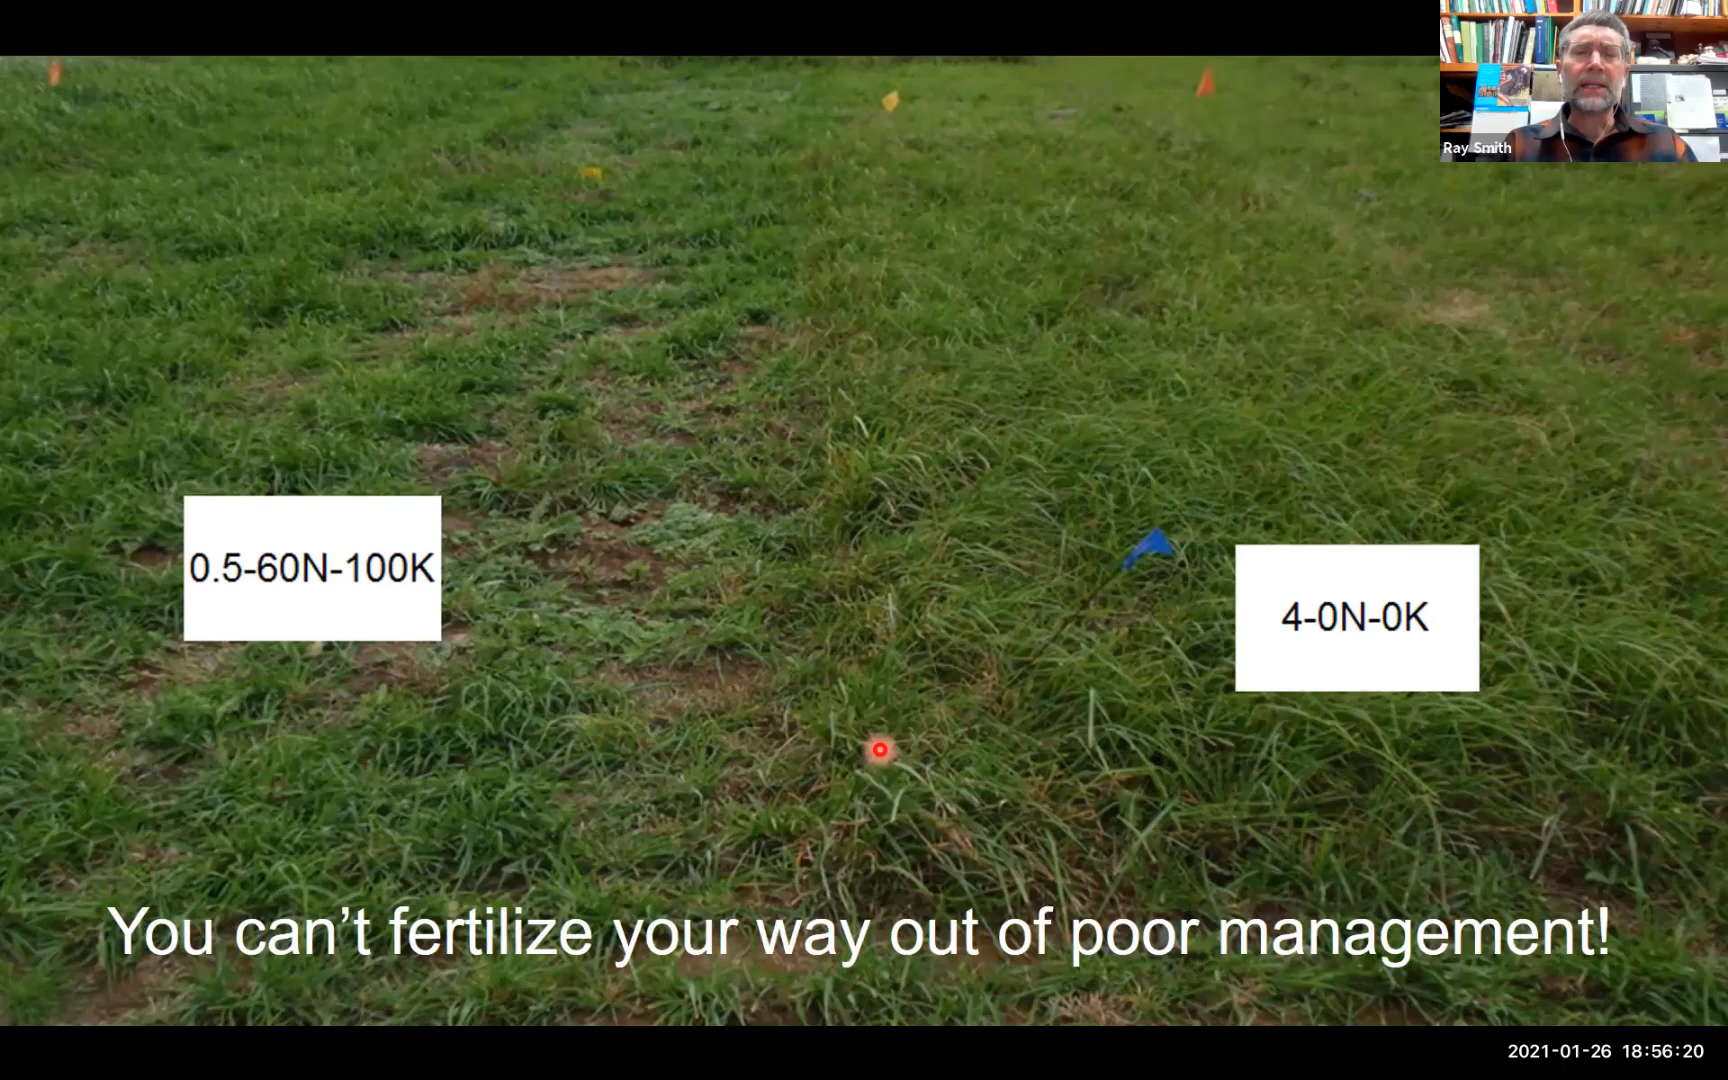 Ray Smith
0.5-60N-100K
4-0N-0K
You can’t fertilize your way out of poor management!
2021-01-26 18:56:20